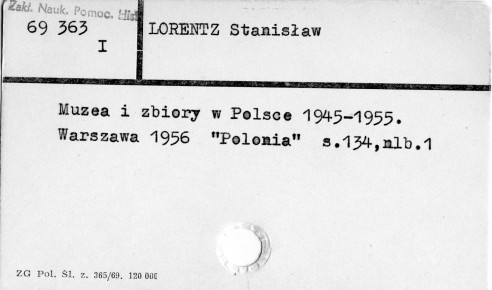 Zakł. Nauk. Pomoc. Hist
69 363
I
LORENTZ Stanisław
Muzea i zbiory w Polsce 1945-1955.
Warszawa 1956 "Polonia" s.134,nlb.1
ZG Pol. Śl. z. 365/69. 120 000